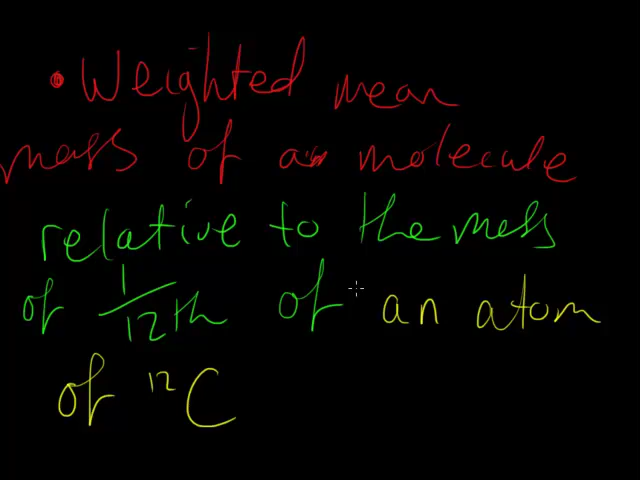 • Weighted mean
mass of a molecule
relative to the mass
of 1/12th of an atom
of ¹²C